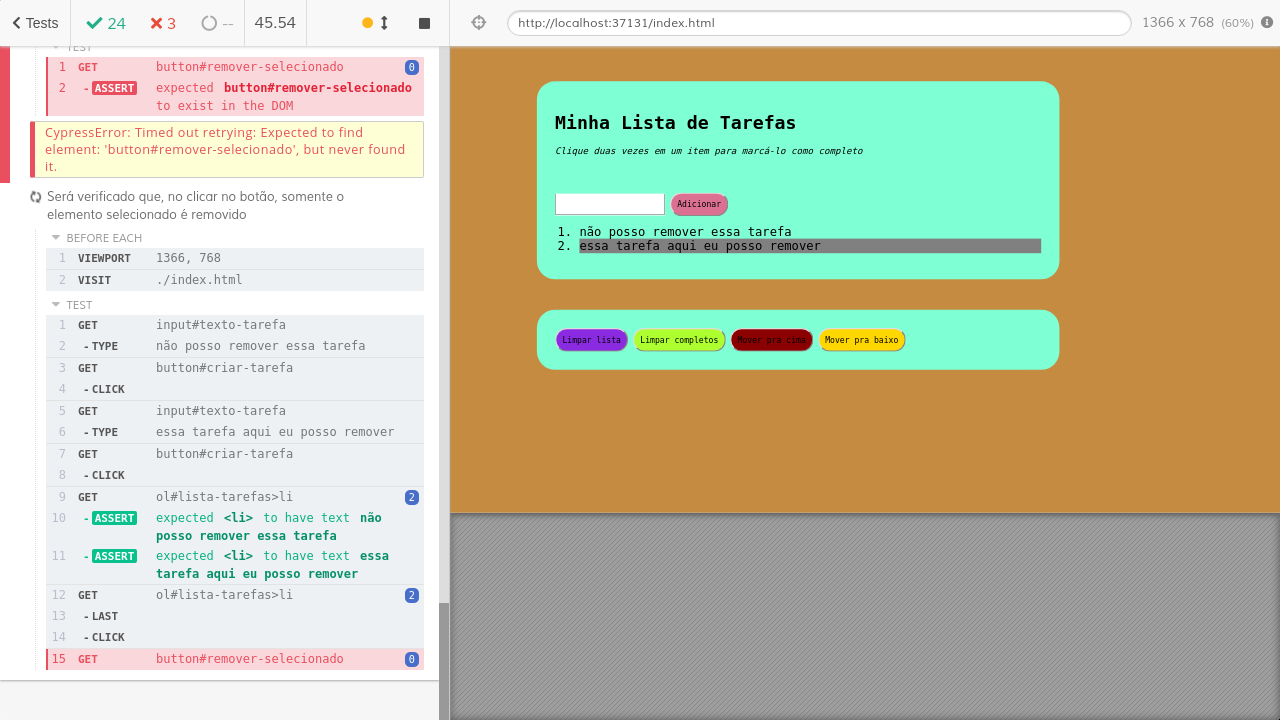 Tests
24
3
--
45.54
http://localhost:37131/index.html
1366 x 768 (60%)
TEST
1 GET button#remover-selecionado 0
2 -ASSERT expected button#remover-selecionado
to exist in the DOM
CypressError: Timed out retrying: Expected to find
element: 'button#remover-selecionado', but never found
it.
Será verificado que, no clicar no botão, somente o
elemento selecionado é removido
BEFORE EACH
1 VIEWPORT 1366, 768
2 VISIT ./index.html
TEST
1 GET input#texto-tarefa
2 -TYPE não posso remover essa tarefa
3 GET button#criar-tarefa
4 -CLICK
5 GET input#texto-tarefa
6 -TYPE essa tarefa aqui eu posso remover
7 GET button#criar-tarefa
8 -CLICK
9 GET ol#lista-tarefas>li 2
10 -ASSERT expected <li> to have text não
posso remover essa tarefa
11 -ASSERT expected <li> to have text essa
tarefa aqui eu posso remover
12 GET ol#lista-tarefas>li 2
13 -LAST
14 -CLICK
15 GET button#remover-selecionado 0
Minha Lista de Tarefas
Clique duas vezes em um item para marcá-lo como completo
Adicionar
1. não posso remover essa tarefa
2. essa tarefa aqui eu posso remover
Limpar lista Limpar completos Mover pra cima Mover pra baixo